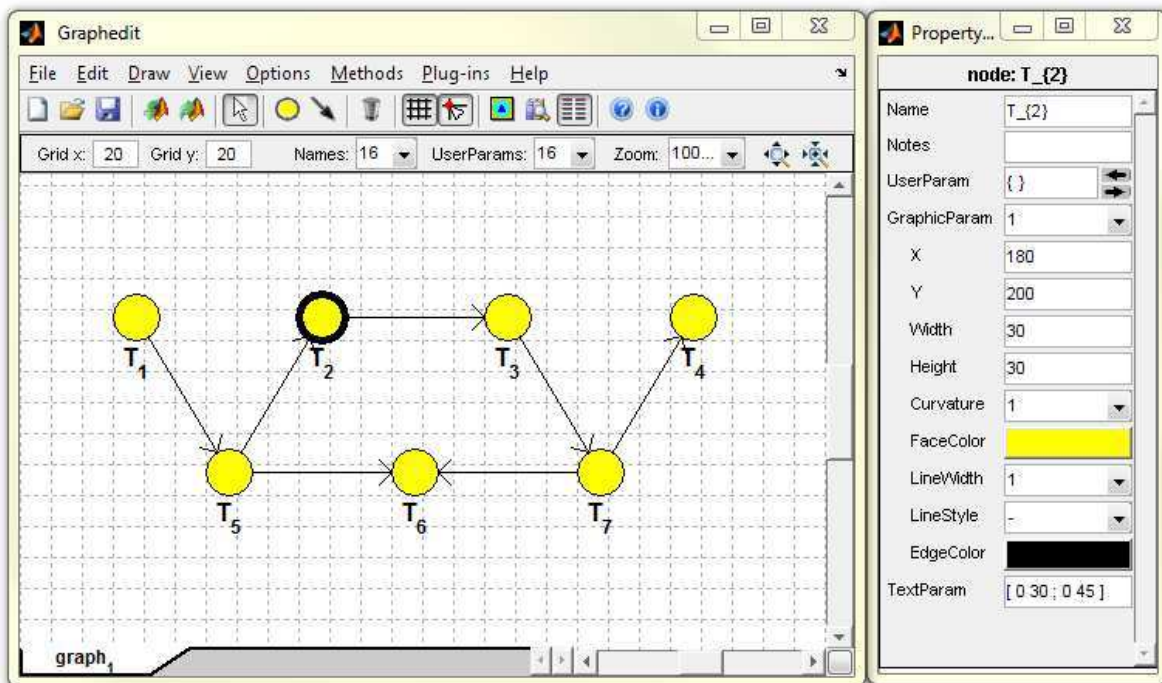 Graphedit
File Edit Draw View Options Methods Plug-ins Help
Grid x: 20 Grid y: 20 Names: 16 UserParams: 16 Zoom: 100...
T1 T2 T3 T4
T5 T6 T7
graph1
Property...
node: T_{2}
Name T_{2}
Notes
UserParam { }
GraphicParam 1
X 180
Y 200
Width 30
Height 30
Curvature 1
FaceColor
LineWidth 1
LineStyle -
EdgeColor
TextParam [ 0 30 ; 0 45 ]